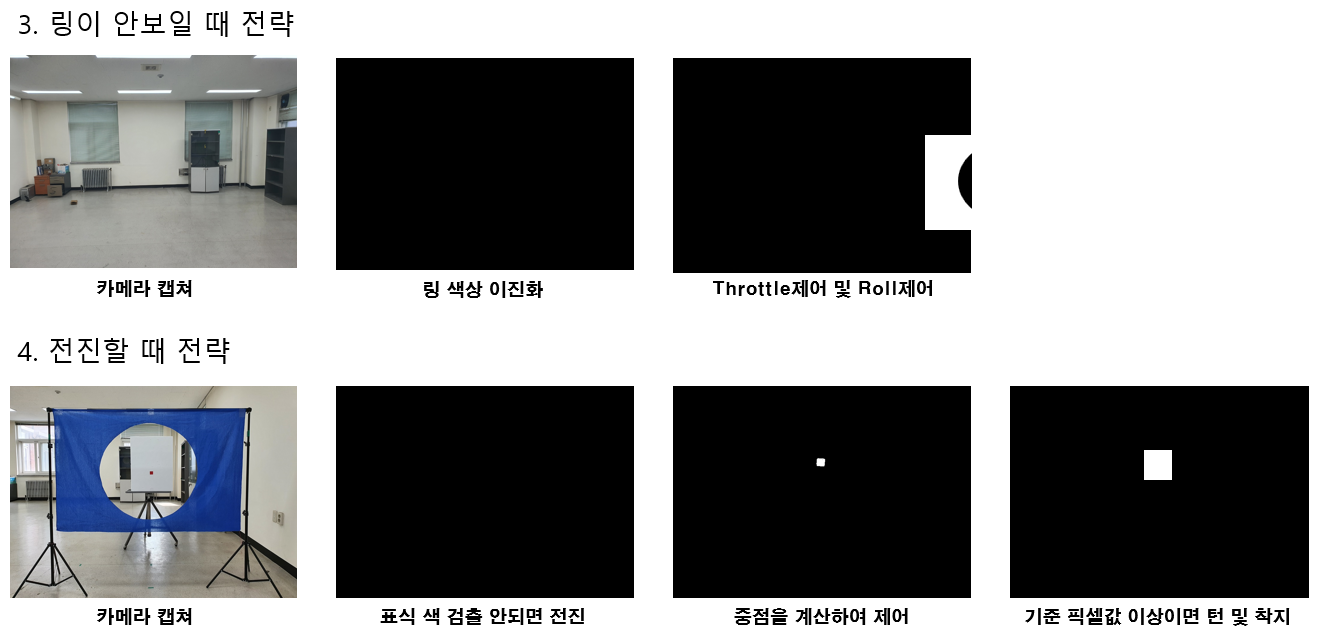 3. 링이 안보일 때 전략
카메라 캡쳐
링 색상 이진화
Throttle제어 및 Roll제어
4. 전진할 때 전략
카메라 캡쳐
표식 색 검출 안되면 전진
중점을 계산하여 제어
기준 픽셀값 이상이면 턴 및 착지